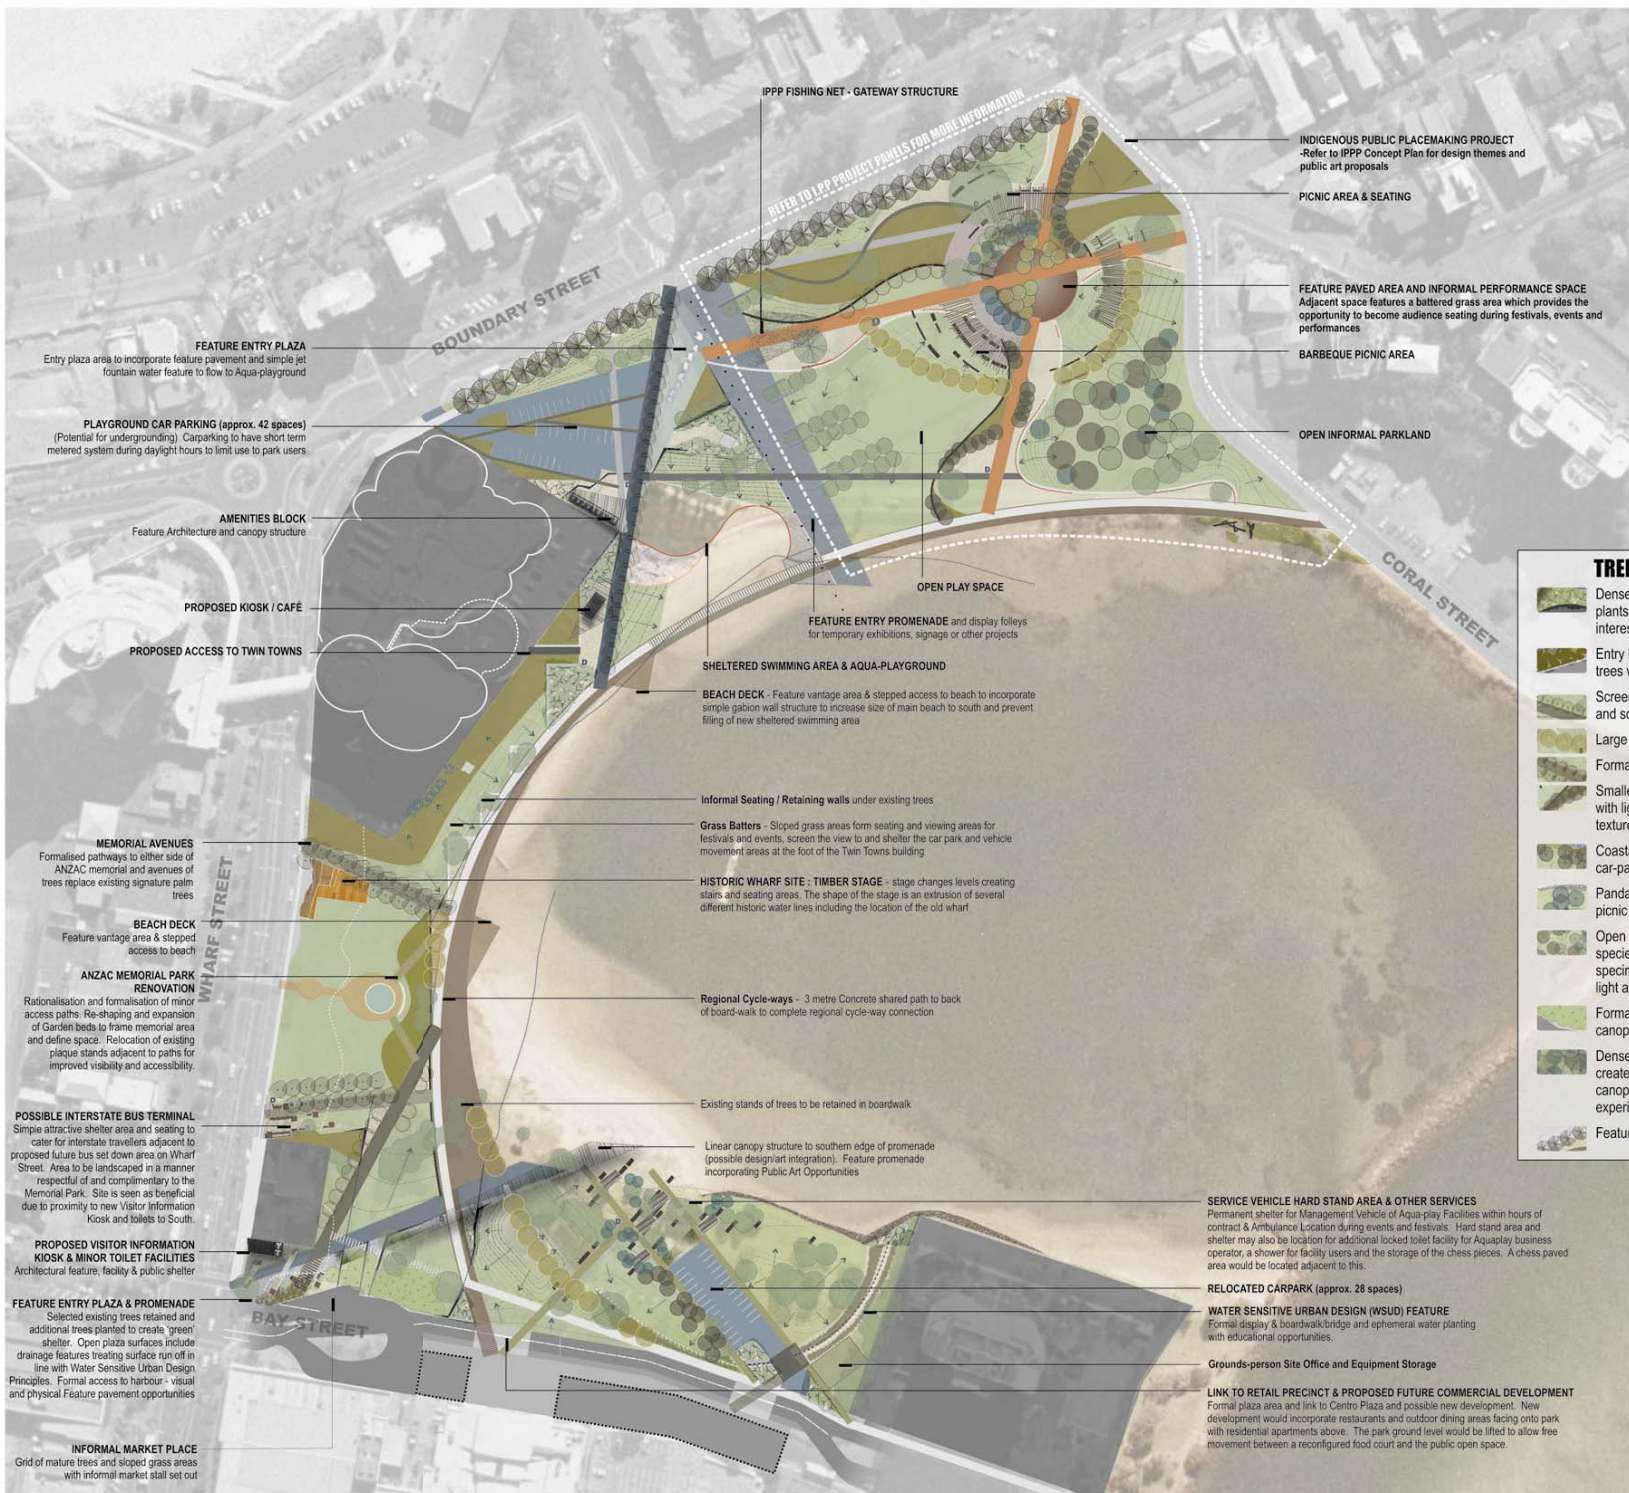 IPPP FISHING NET - GATEWAY STRUCTURE
REFER TO I.PP PROJECT PANELS FOR MORE INFORMATION
INDIGENOUS PUBLIC PLACEMAKING PROJECT
-Refer to IPPP Concept Plan for design themes and
public art proposals
PICNIC AREA & SEATING
FEATURE PAVED AREA AND INFORMAL PERFORMANCE SPACE
Adjacent space features a battered grass area which provides the
opportunity to become audience seating during festivals, events and
performances
BARBEQUE PICNIC AREA
OPEN INFORMAL PARKLAND
BOUNDARY STREET
FEATURE ENTRY PLAZA
Entry plaza area to incorporate feature pavement and simple jet
fountain water feature to flow to Aqua-playground
PLAYGROUND CAR PARKING (approx. 42 spaces)
(Potential for undergrounding) Carparking to have short term
metered system during daylight hours to limit use to park users
AMENITIES BLOCK
Feature Architecture and canopy structure
PROPOSED KIOSK / CAFÉ
PROPOSED ACCESS TO TWIN TOWNS
OPEN PLAY SPACE
FEATURE ENTRY PROMENADE and display folleys
for temporary exhibitions, signage or other projects
SHELTERED SWIMMING AREA & AQUA-PLAYGROUND
BEACH DECK - Feature vantage area & stepped access to beach to incorporate
simple gabion wall structure to increase size of main beach to south and prevent
filling of new sheltered swimming area
CORAL STREET
Informal Seating / Retaining walls under existing trees
Grass Batters - Sloped grass areas form seating and viewing areas for
festivals and events, screen the view to and shelter the car park and vehicle
movement areas at the foot of the Twin Towns building
HISTORIC WHARF SITE : TIMBER STAGE - stage changes levels creating
stairs and seating areas. The shape of the stage is an extrusion of several
different historic water lines including the location of the old wharf
Regional Cycle-ways - 3 metre Concrete shared path to back
of board-walk to complete regional cycle-way connection
Existing stands of trees to be retained in boardwalk
Linear canopy structure to southern edge of promenade
(possible design/art integration). Feature promenade
incorporating Public Art Opportunities
MEMORIAL AVENUES
Formalised pathways to either side of
ANZAC memorial and avenues of
trees replace existing signature palm
trees
WHARF STREET
BEACH DECK
Feature vantage area & stepped
access to beach
ANZAC MEMORIAL PARK
RENOVATION
Rationalisation and formalisation of minor
access paths. Re-shaping and expansion
of Garden beds to frame memorial area
and define space. Relocation of existing
plaque stands adjacent to paths for
improved visibility and accessibility.
POSSIBLE INTERSTATE BUS TERMINAL
Simple attractive shelter area and seating to
cater for interstate travellers adjacent to
proposed future bus set down area on Wharf
Street. Area to be landscaped in a manner
respectful of and complimentary to the
Memorial Park. Site is seen as beneficial
due to proximity to new Visitor Information
Kiosk and toilets to South.
PROPOSED VISITOR INFORMATION
KIOSK & MINOR TOILET FACILITIES
Architectural feature, facility & public shelter
FEATURE ENTRY PLAZA & PROMENADE
Selected existing trees retained and
additional trees planted to create 'green'
shelter. Open plaza surfaces include
drainage features treating surface run off in
line with Water Sensitive Urban Design
Principles. Formal access to harbour - visual
and physical Feature pavement opportunities
INFORMAL MARKET PLACE
Grid of mature trees and sloped grass areas
with informal market stall set out
BAY STREET
SERVICE VEHICLE HARD STAND AREA & OTHER SERVICES
Permanent shelter for Management Vehicle of Aqua-play Facilities within hours of
contract & Ambulance Location during events and festivals. Hard stand area and
shelter may also be location for additional locked toilet facility for Aquaplay business
operator, a shower for facility users and the storage of the chess pieces. A chess paved
area would be located adjacent to this.
RELOCATED CARPARK (approx. 28 spaces)
WATER SENSITIVE URBAN DESIGN (WSUD) FEATURE
Formal display & boardwalk/bridge and ephemeral water planting
with educational opportunities.
Grounds-person Site Office and Equipment Storage
LINK TO RETAIL PRECINCT & PROPOSED FUTURE COMMERCIAL DEVELOPMENT
Formal plaza area and link to Centro Plaza and possible new development. New
development would incorporate restaurants and outdoor dining areas facing onto park
with residential apartments above. The park ground level would be lifted to allow free
movement between a reconfigured food court and the public open space.
TREE
Dense
plants
interes
Entry
trees
Screen
and sc
Large
Forma
Smalle
with lig
texture
Coasta
car-pa
Panda
picnic
Open
specie
specin
light a
Forma
canop
Dense
create
canop
experi
Featur